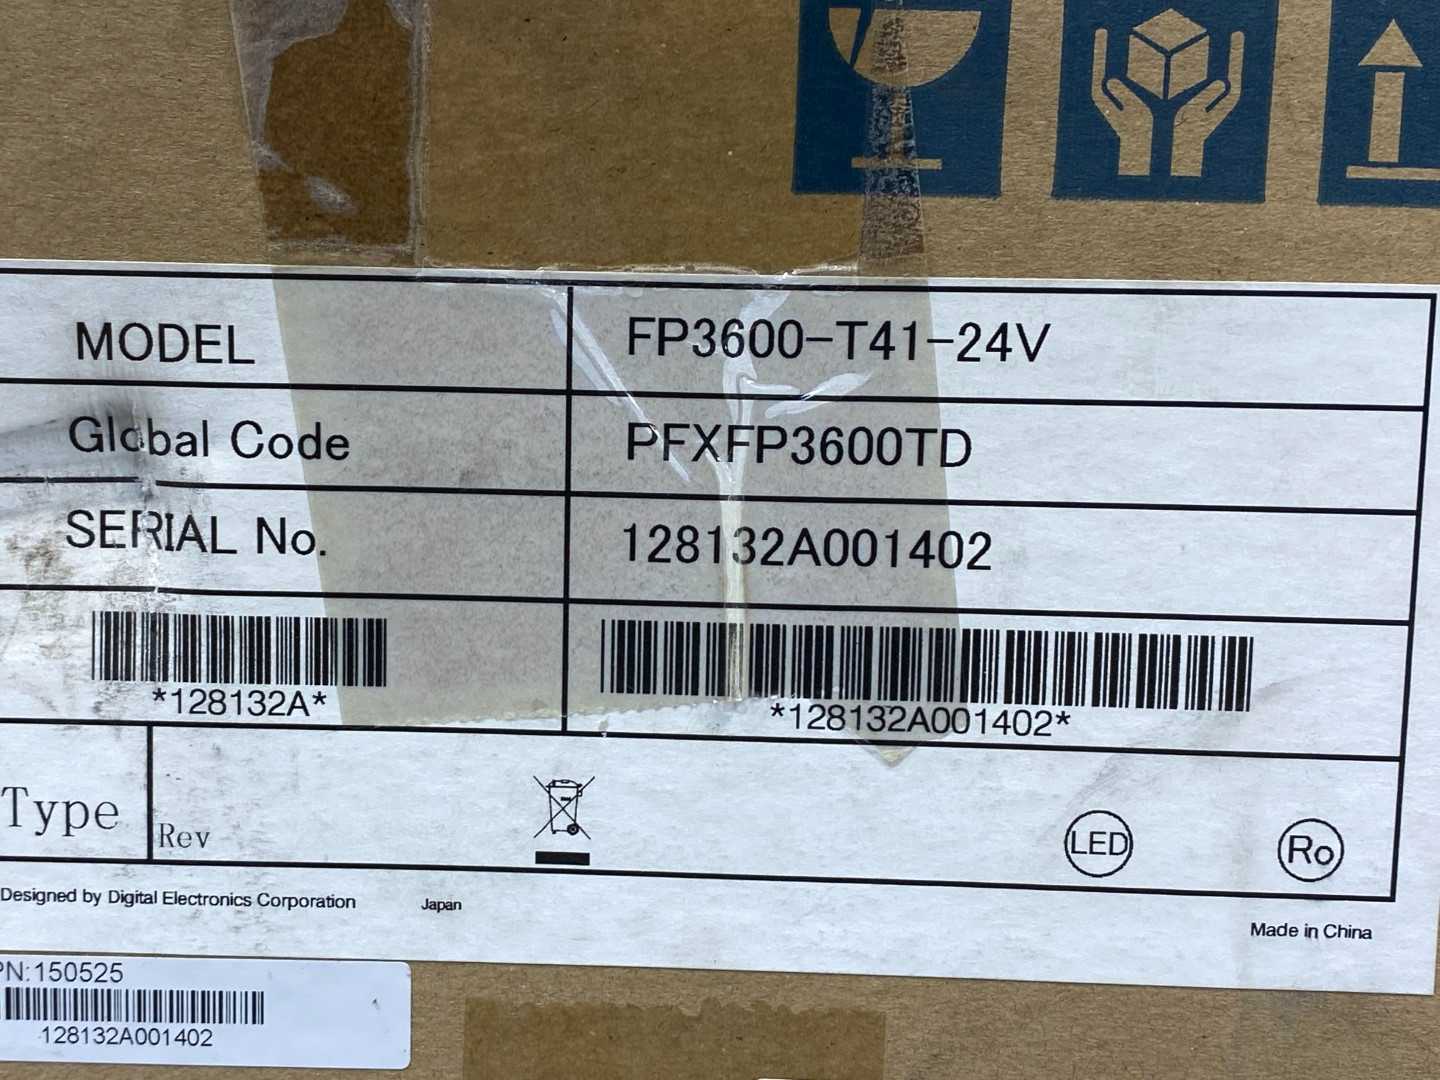 MODEL FP3600-T41-24V
Global Code PFXFP3600TD
SERIAL No. 128132A001402
*128132A* *128132A001402*
Type Rev LED Ro
Designed by Digital Electronics Corporation Japan
Made in China
PN:150525
128132A001402